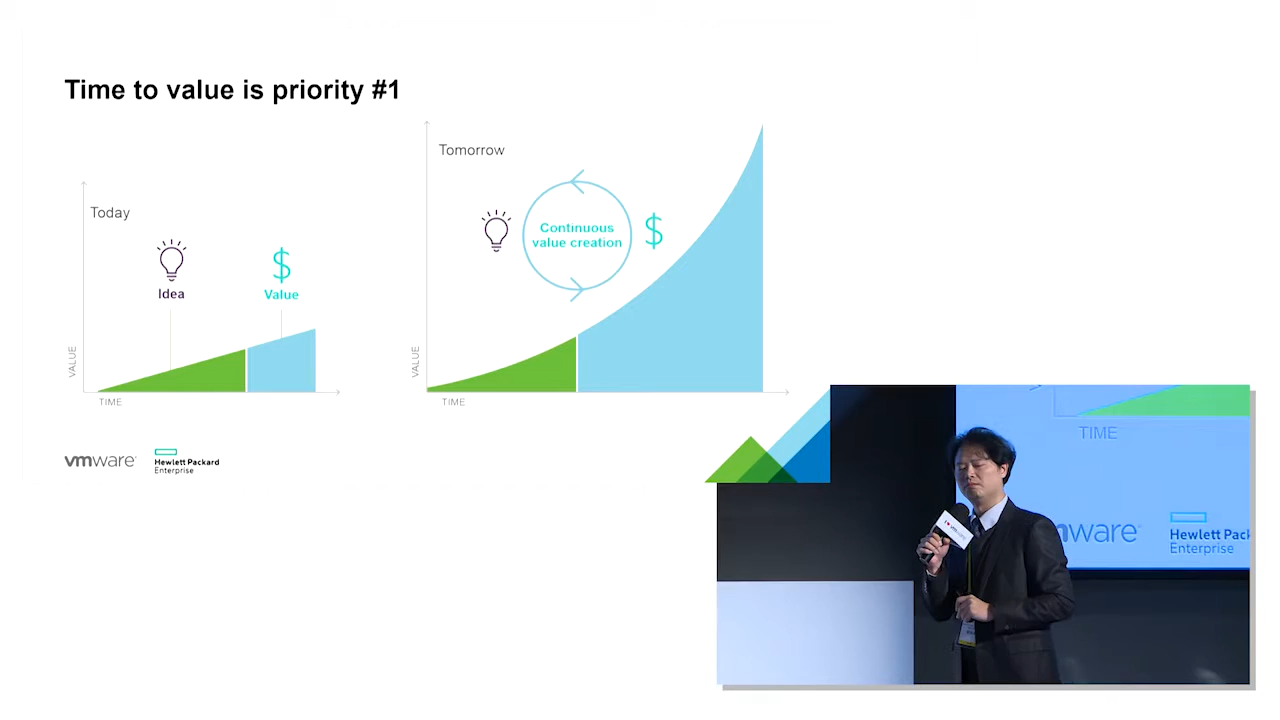 Time to value is priority #1
Today
Idea
Value
VALUE
TIME
Tomorrow
Continuous
value creation
VALUE
TIME
vmware
Hewlett Packard
Enterprise
TIME
mware
Hewlett Pack
Enterprise